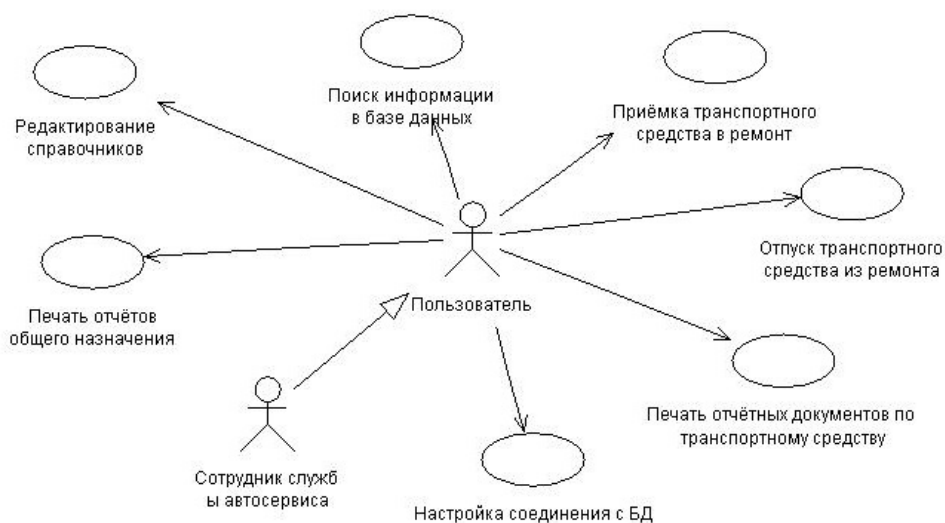 Поиск информации
в базе данных
Приёмка транспортного
средства в ремонт
Редактирование
справочников
Отпуск транспортного
средства из ремонта
Печать отчётов
общего назначения
Пользователь
Печать отчётных документов по
транспортному средству
Сотрудник служб
ы автосервиса
Настройка соединения с БД